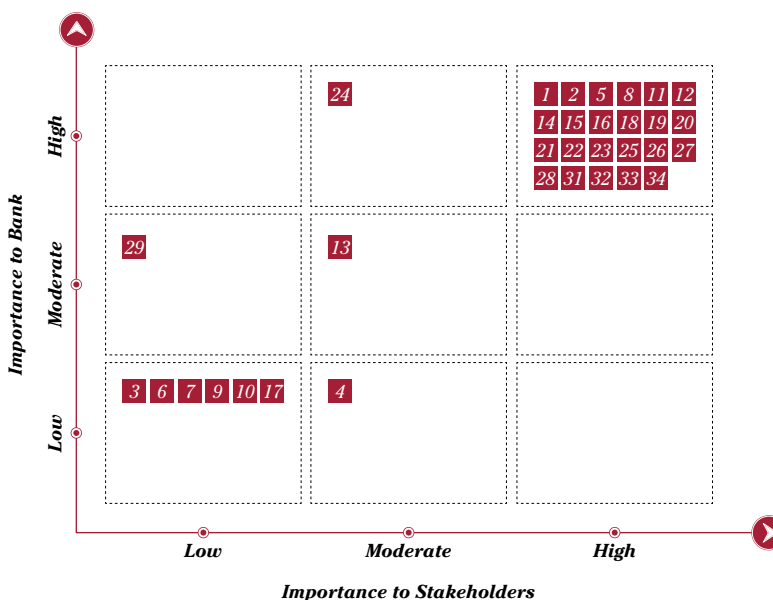 24
1 2 5 8 11 12
14 15 16 18 19 20
21 22 23 25 26 27
28 31 32 33 34
High
29
13
Moderate
Importance to Bank
3 6 7 9 10 17
4
Low
Low Moderate High
Importance to Stakeholders